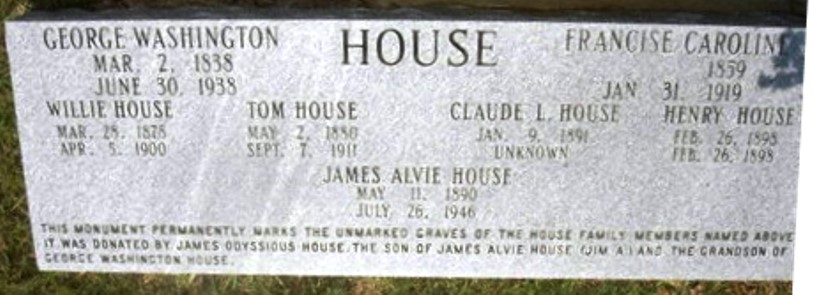 GEORGE WASHINGTON HOUSE FRANCISE CAROLINE
MAR. 2, 1838 1859
JUNE 30, 1938 JAN 31, 1919
WILLIE HOUSE TOM HOUSE CLAUDE L. HOUSE HENRY HOUSE
MAR. 28, 1878 MAY 2, 1880 JAN. 9, 1891 FEB. 26, 1898
APR. 5, 1900 SEPT. 7, 1911 UNKNOWN FEB. 26, 1898
JAMES ALVIE HOUSE
MAY 11, 1890
JULY 26, 1946
THIS MONUMENT PERMANENTLY MARKS THE UNMARKED GRAVES OF THE HOUSE FAMILY MEMBERS NAMED ABOVE
IT WAS DONATED BY JAMES ODYSSIOUS HOUSE. THE SON OF JAMES ALVIE HOUSE (JIM A.) AND THE GRANDSON OF
GEORGE WASHINGTON HOUSE.